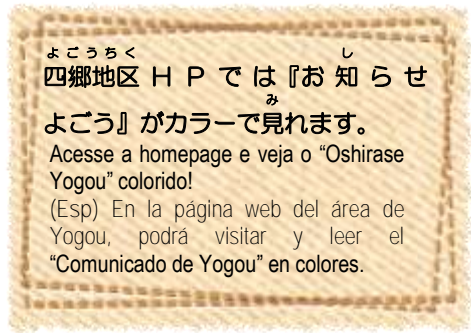 よごうちく し
四郷地区HPでは『お知らせ
み
よごう』がカラーで見れます。
Acesse a homepage e veja o “Oshirase
Yogou” colorido!
(Esp) En la página web del área de
Yogou, podrá visitar y leer el
“Comunicado de Yogou” en colores.